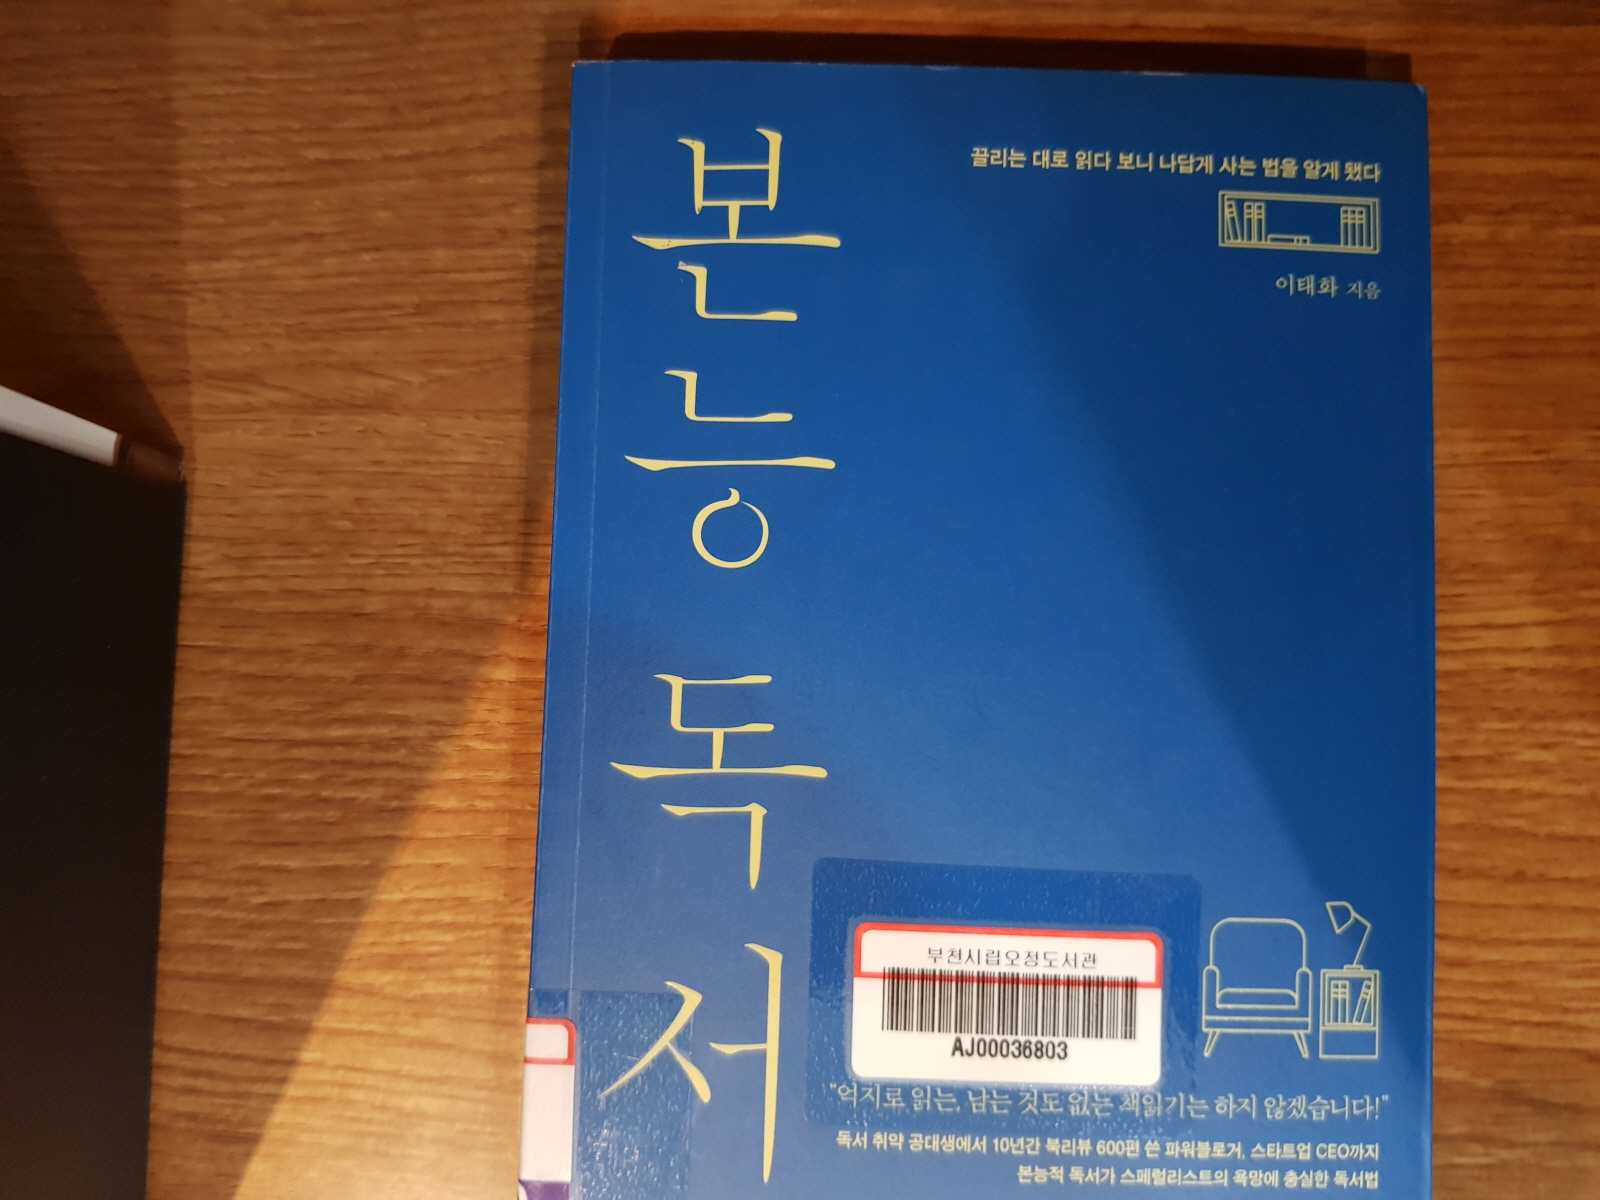 끌리는 대로 읽다 보니 나답게 사는 법을 알게 됐다
이태화 지음
본능 독서
부천시립오정도서관
AJ00036803
"억지로 읽는, 남는 것도 없는 책읽기는 하지 않겠습니다!"
독서 취약 공대생에서 10년간 북리뷰 600편 쓴 파워블로거, 스타트업 CEO까지
본능적 독서가 스페럴리스트의 욕망에 충실한 독서법